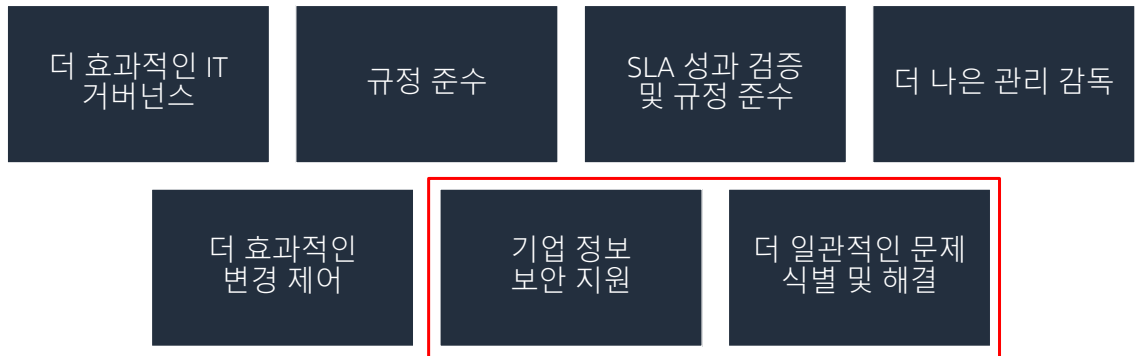 더 효과적인 IT
거버넌스
규정 준수
SLA 성과 검증
및 규정 준수
더 나은 관리 감독
더 효과적인
변경 제어
기업 정보
보안 지원
더 일관적인 문제
식별 및 해결